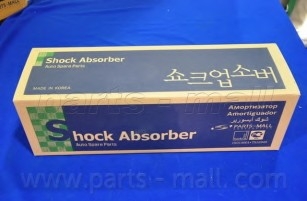 Shock Absorber
Auto Spare Parts
MADE IN KOREA
쇼크업소버
Shock Absorber
Auto Spare Parts
Амортизатор
Amortiguador
PARTS-MALL
www.parts-mall.com